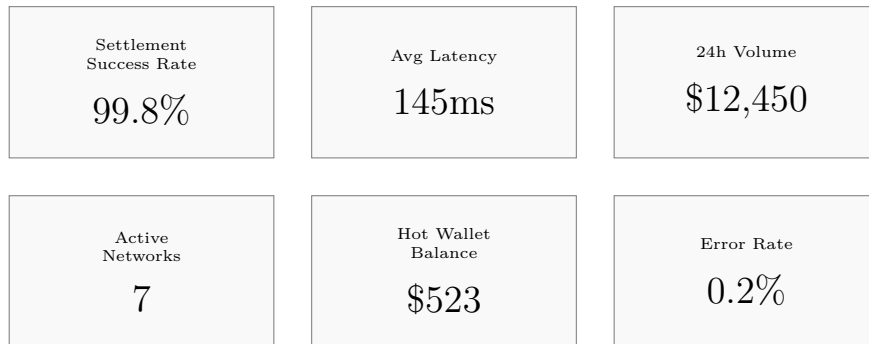 Settlement
Success Rate
99.8%
Avg Latency
145ms
24h Volume
$12,450
Active
Networks
7
Hot Wallet
Balance
$523
Error Rate
0.2%